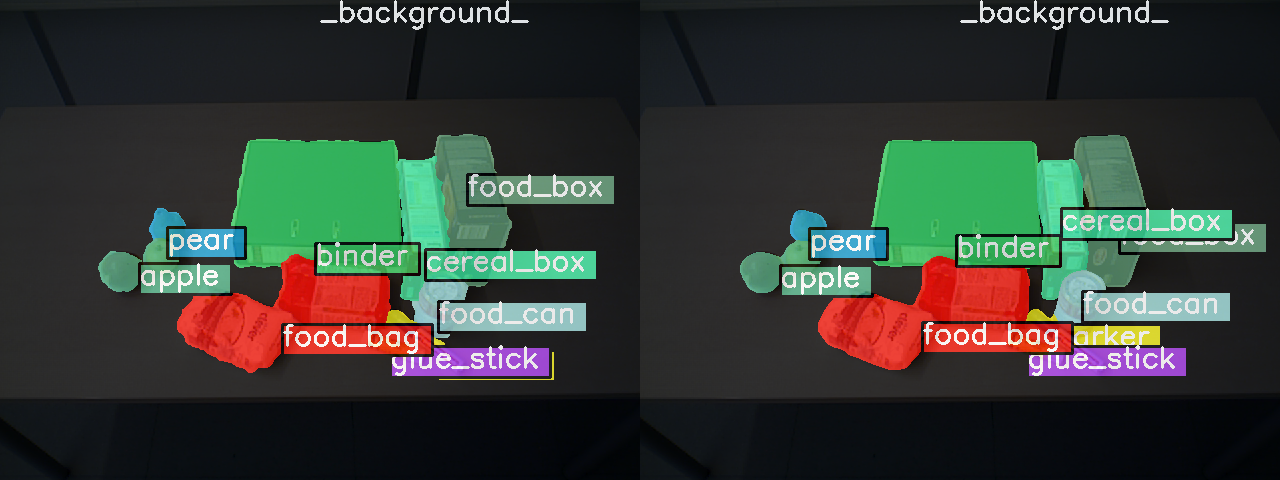 _background_
_background_
food_box
pear
binder
cereal_box
apple
food_can
food_bag
glue_stick
cereal_box
food_box
pear
binder
apple
food_can
food_bag
arker
glue_stick